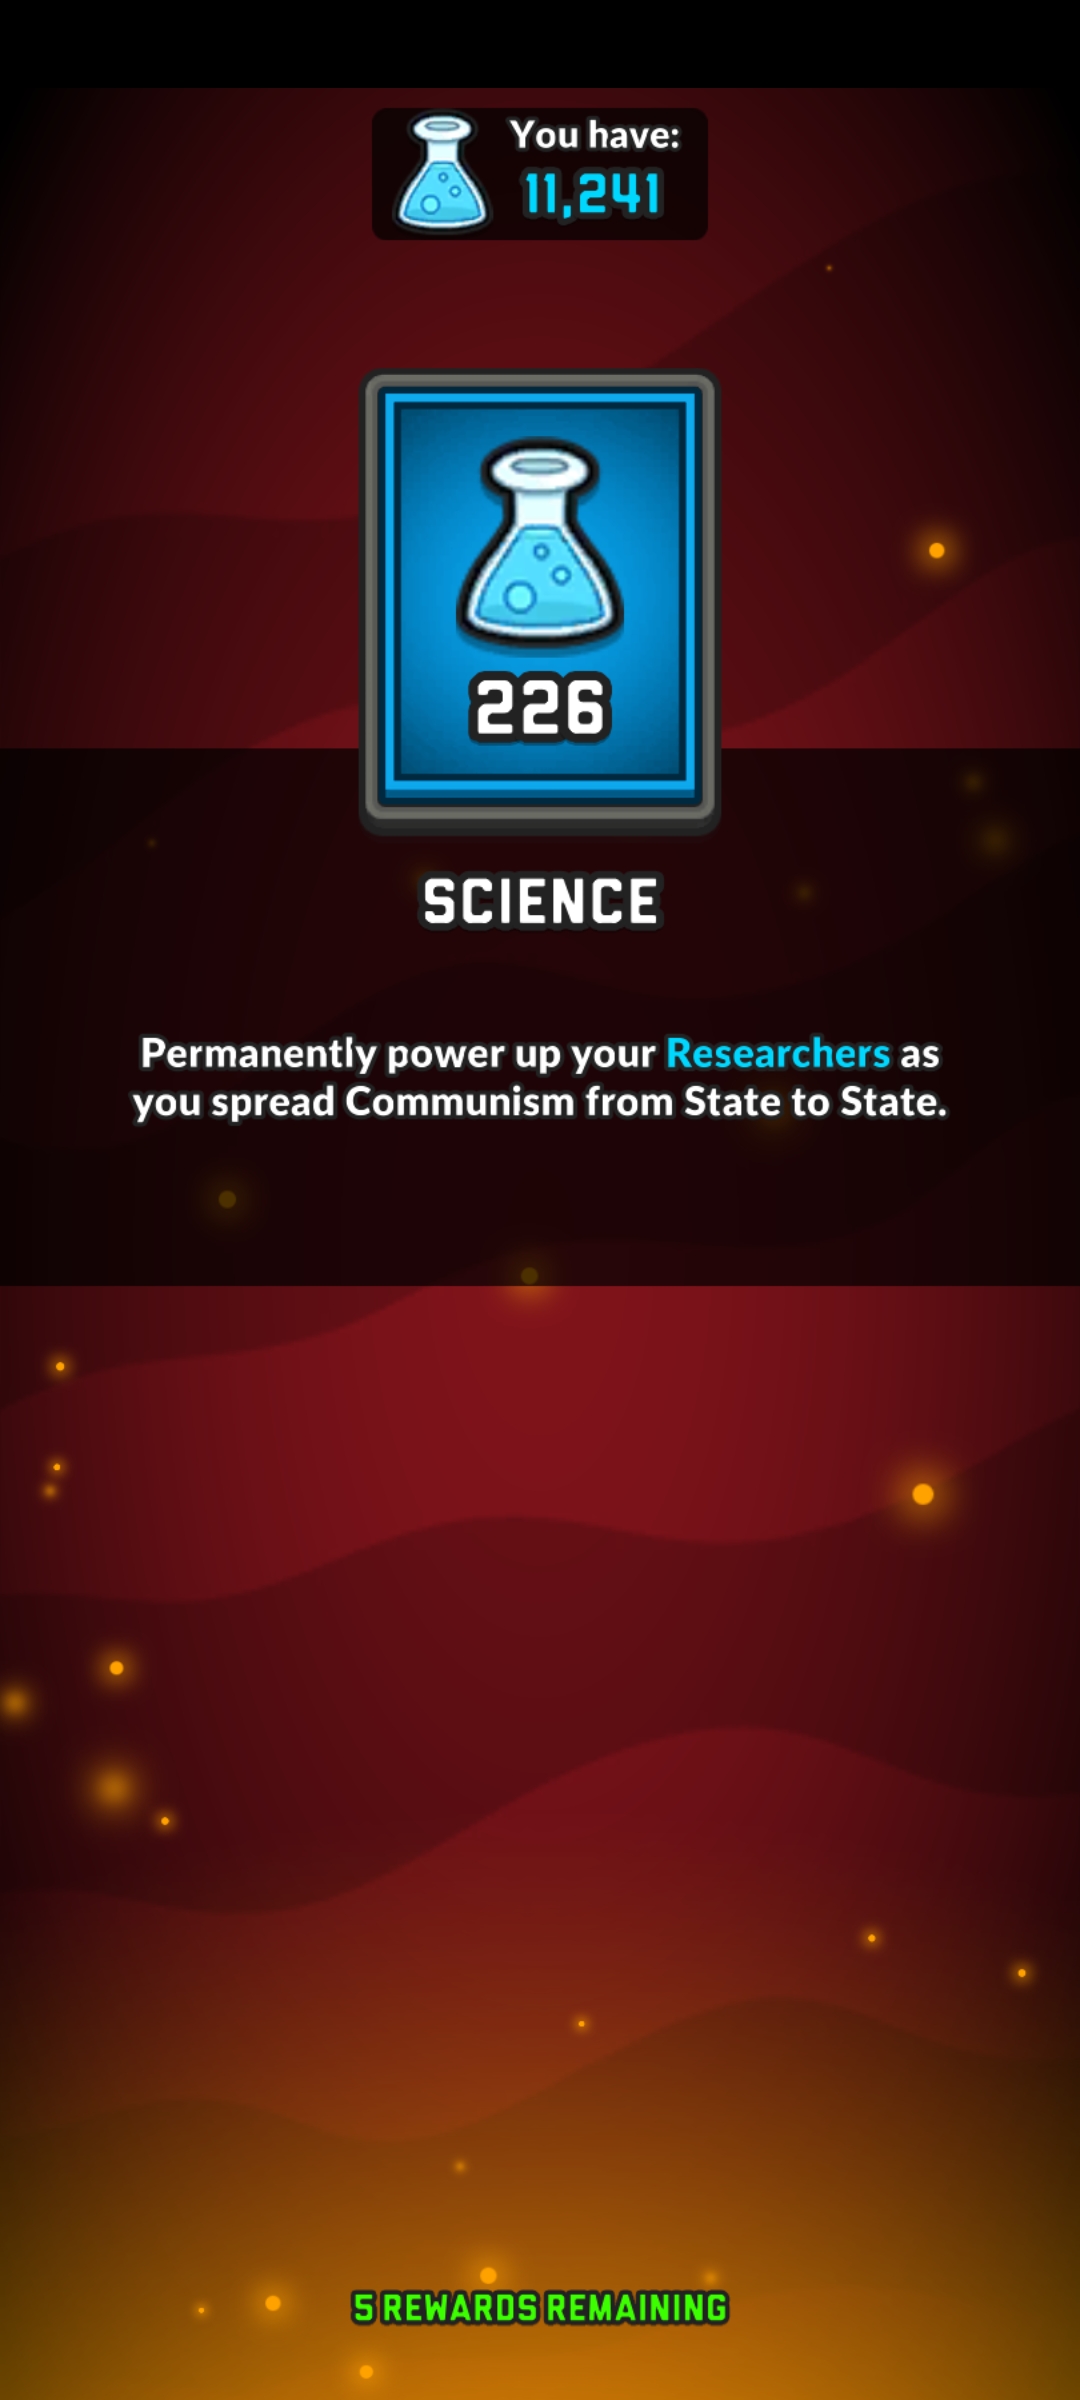 You have:
11,241
226
SCIENCE
Permanently power up your Researchers as
you spread Communism from State to State.
5 REWARDS REMAINING